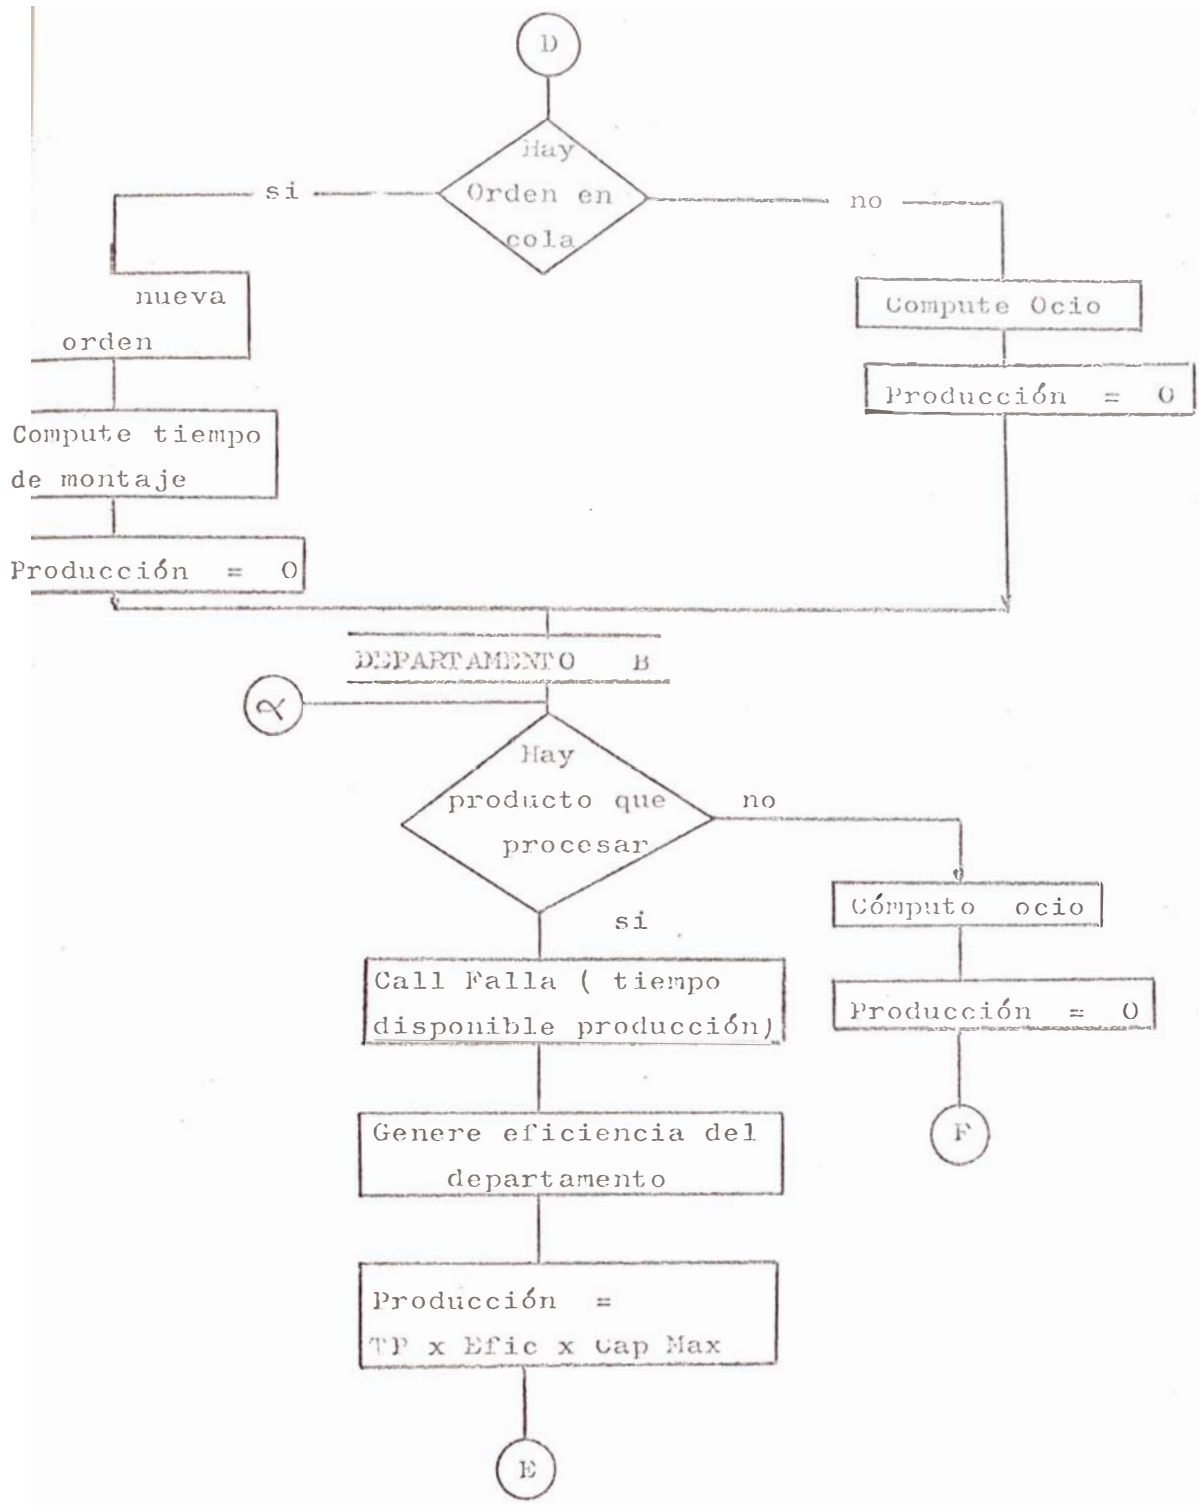 D
Hay
Orden en
cola
si
no
nueva
orden
Compute Ocio
Producción = 0
Compute tiempo
de montaje
Producción = 0
DEPARTAMENTO B
α
Hay
producto que
procesar
no
si
Cómputo ocio
Producción = 0
F
Call Falla ( tiempo
disponible producción)
Genere eficiencia del
departamento
Producción =
TP x Efic x Cap Max
E